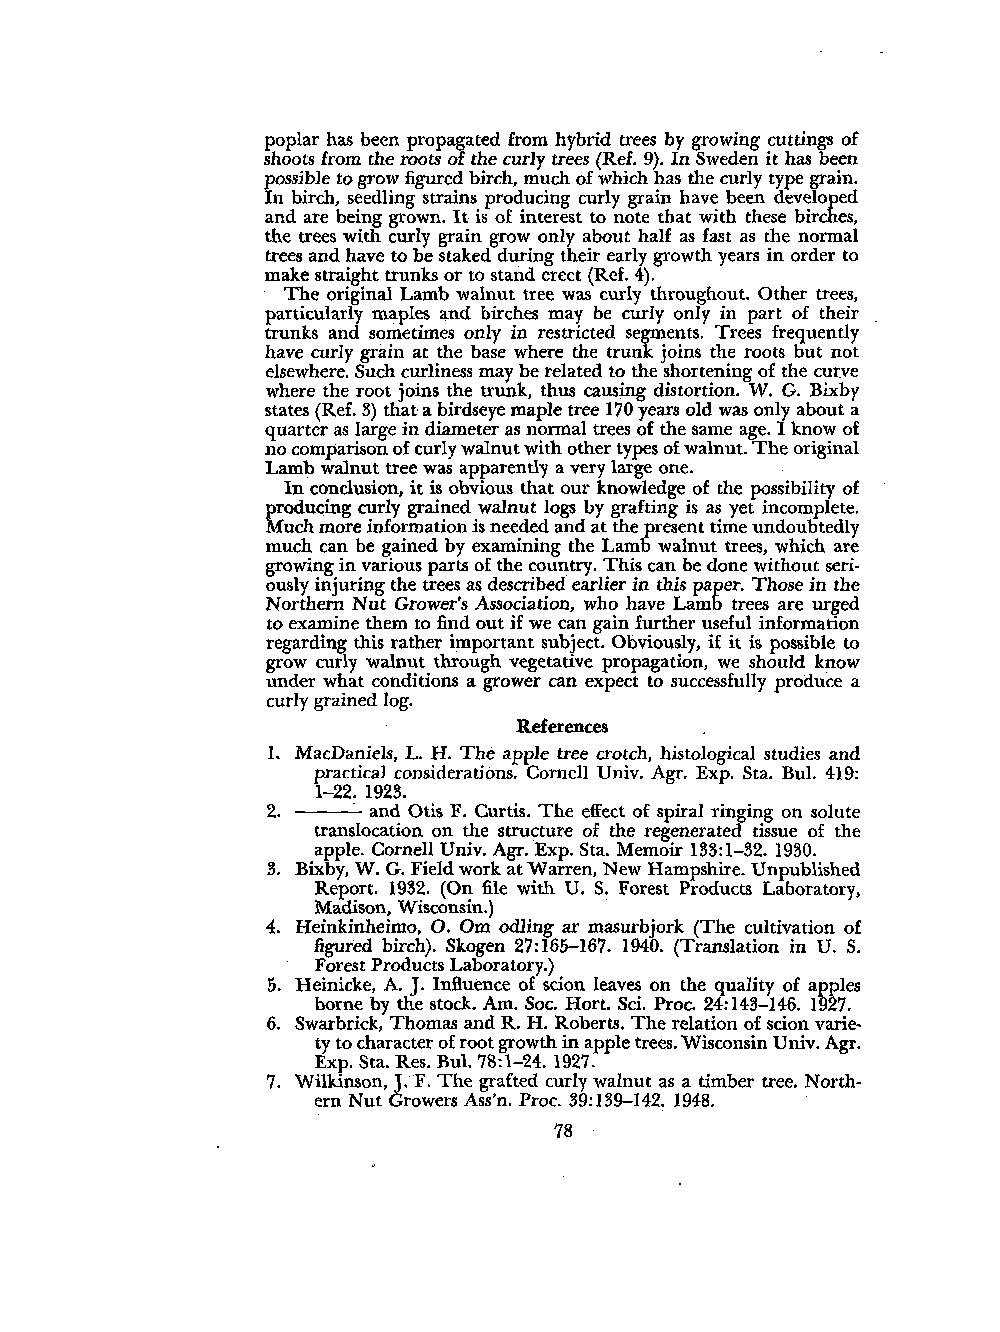 poplar has been propagated from hybrid trees by growing cuttings of
shoots from the roots of the curly trees (Ref. 9). In Sweden it has been
possible to grow figured birch, much of which has the curly type grain.
In birch, seedling strains producing curly grain have been developed
and are being grown. It is of interest to note that with these birches,
the trees with curly grain grow only about half as fast as the normal
trees and have to be staked during their early growth years in order to
make straight trunks or to stand erect (Ref. 4).
The original Lamb walnut tree was curly throughout. Other trees,
particularly maples and birches may be curly only in part of their
trunks and sometimes only in restricted segments. Trees frequently
have curly grain at the base where the trunk joins the roots but not
elsewhere. Such curliness may be related to the shortening of the curve
where the root joins the trunk, thus causing distortion. W. G. Bixby
states (Ref. 3) that a birdseye maple tree 170 years old was only about a
quarter as large in diameter as normal trees of the same age. I know of
no comparison of curly walnut with other types of walnut. The original
Lamb walnut tree was apparently a very large one.
In conclusion, it is obvious that our knowledge of the possibility of
producing curly grained walnut logs by grafting is as yet incomplete.
Much more information is needed and at the present time undoubtedly
much can be gained by examining the Lamb walnut trees, which are
growing in various parts of the country. This can be done without seri-
ously injuring the trees as described earlier in this paper. Those in the
Northern Nut Grower's Association, who have Lamb trees are urged
to examine them to find out if we can gain further useful information
regarding this rather important subject. Obviously, if it is possible to
grow curly walnut through vegetative propagation, we should know
under what conditions a grower can expect to successfully produce a
curly grained log.
References
1. MacDaniels, L. H. The apple tree crotch, histological studies and
practical considerations. Cornell Univ. Agr. Exp. Sta. Bul. 419:
1–22. 1923.
2. ——— and Otis F. Curtis. The effect of spiral ringing on solute
translocation on the structure of the regenerated tissue of the
apple. Cornell Univ. Agr. Exp. Sta. Memoir 133:1–32. 1930.
3. Bixby, W. G. Field work at Warren, New Hampshire. Unpublished
Report. 1932. (On file with U. S. Forest Products Laboratory,
Madison, Wisconsin.)
4. Heinkinheimo, O. Om odling ar masurbjork (The cultivation of
figured birch). Skogen 27:165–167. 1940. (Translation in U. S.
Forest Products Laboratory.)
5. Heinicke, A. J. Influence of scion leaves on the quality of apples
borne by the stock. Am. Soc. Hort. Sci. Proc. 24:143–146. 1927.
6. Swarbrick, Thomas and R. H. Roberts. The relation of scion varie-
ty to character of root growth in apple trees. Wisconsin Univ. Agr.
Exp. Sta. Res. Bul. 78:1–24. 1927.
7. Wilkinson, J. F. The grafted curly walnut as a timber tree. North-
ern Nut Growers Ass'n. Proc. 39:139–142. 1948.
78